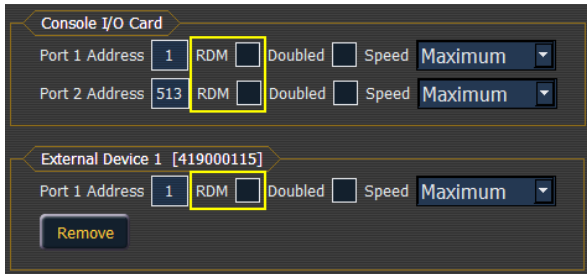 Console I/O Card
Port 1 Address 1 RDM Doubled Speed Maximum
Port 2 Address 513 RDM Doubled Speed Maximum
External Device 1 [419000115]
Port 1 Address 1 RDM Doubled Speed Maximum
Remove